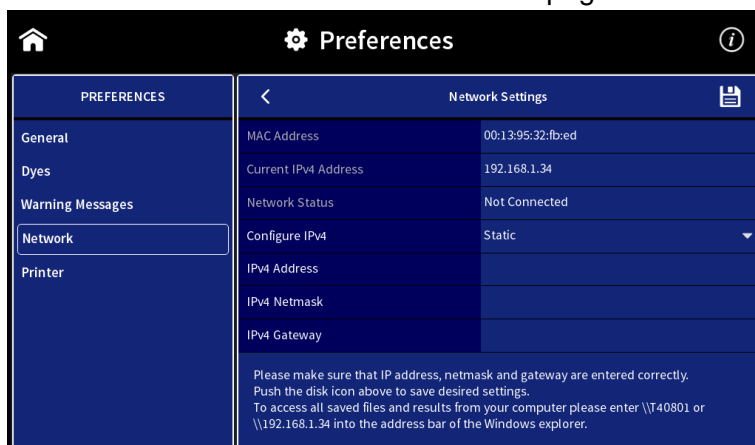 Preferences
PREFERENCES
Network Settings
General
Dyes
Warning Messages
Network
Printer
MAC Address 00:13:95:32:fb:ed
Current IPv4 Address 192.168.1.34
Network Status Not Connected
Configure IPv4 Static
IPv4 Address
IPv4 Netmask
IPv4 Gateway
Please make sure that IP address, netmask and gateway are entered correctly.
Push the disk icon above to save desired settings.
To access all saved files and results from your computer please enter \\T40801 or
\\192.168.1.34 into the address bar of the Windows explorer.